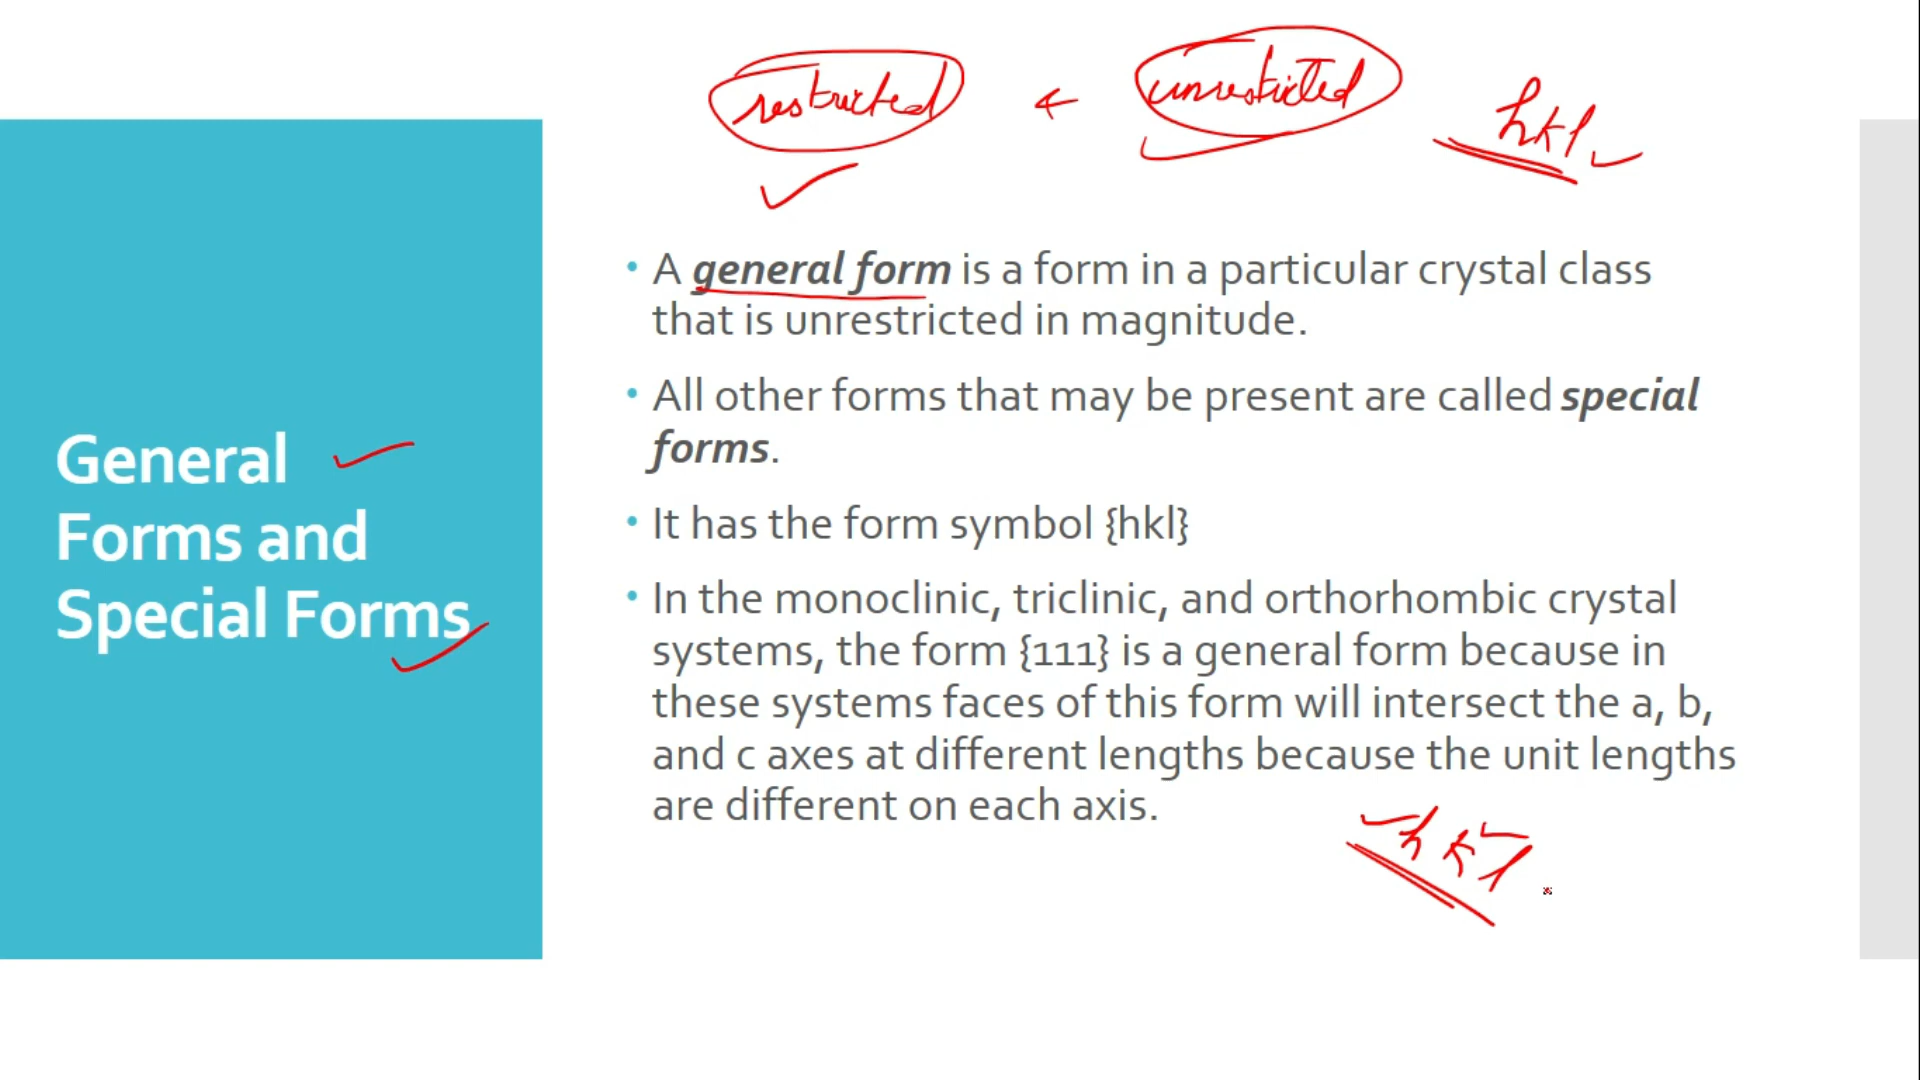 restricted
unrestricted
hkl
General
Forms and
Special Forms
• A general form is a form in a particular crystal class
that is unrestricted in magnitude.
• All other forms that may be present are called special
forms.
• It has the form symbol {hkl}
• In the monoclinic, triclinic, and orthorhombic crystal
systems, the form {111} is a general form because in
these systems faces of this form will intersect the a, b,
and c axes at different lengths because the unit lengths
are different on each axis.
h k l